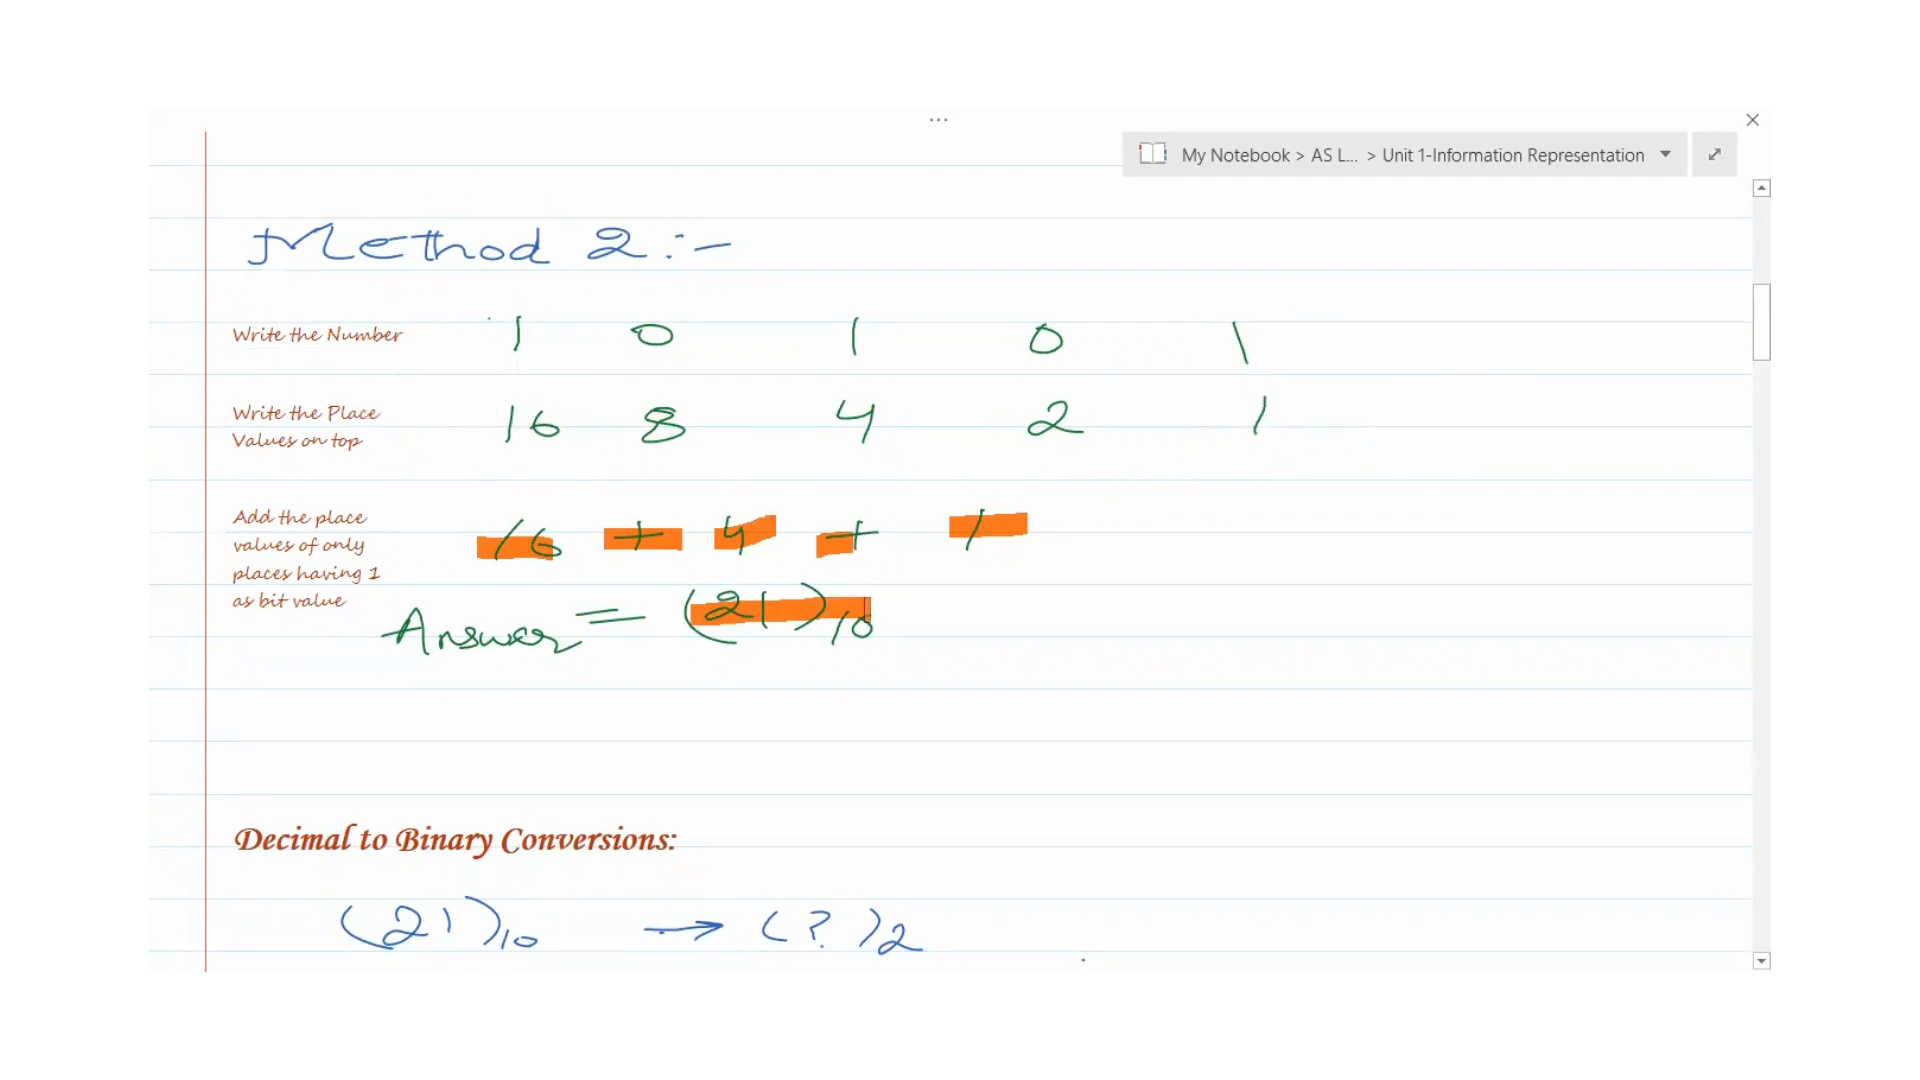 ...
My Notebook > AS L... > Unit 1-Information Representation
Method 2:-
Write the Number 1 0 1 0 1
Write the Place
Values on top 16 8 4 2 1
Add the place
values of only
places having 1
as bit value
16 + 4 + 1
Answer = (21)10
Decimal to Binary Conversions:
(21)10 → (?)2